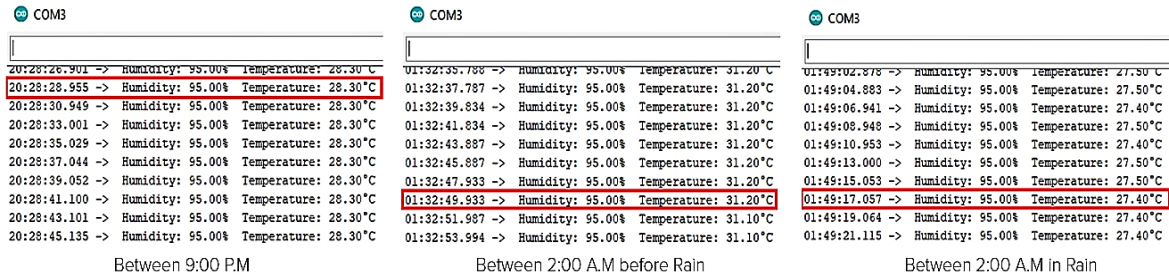 COM3
20:28:26.901 -> Humidity: 95.00% Temperature: 28.30°C
20:28:28.955 -> Humidity: 95.00% Temperature: 28.30°C
20:28:30.949 -> Humidity: 95.00% Temperature: 28.30°C
20:28:33.001 -> Humidity: 95.00% Temperature: 28.30°C
20:28:35.029 -> Humidity: 95.00% Temperature: 28.30°C
20:28:37.044 -> Humidity: 95.00% Temperature: 28.30°C
20:28:39.052 -> Humidity: 95.00% Temperature: 28.30°C
20:28:41.100 -> Humidity: 95.00% Temperature: 28.30°C
20:28:43.101 -> Humidity: 95.00% Temperature: 28.30°C
20:28:45.135 -> Humidity: 95.00% Temperature: 28.30°C
Between 9:00 P.M
COM3
01:32:35.788 -> Humidity: 95.00% Temperature: 31.20°C
01:32:37.787 -> Humidity: 95.00% Temperature: 31.20°C
01:32:39.834 -> Humidity: 95.00% Temperature: 31.20°C
01:32:41.834 -> Humidity: 95.00% Temperature: 31.20°C
01:32:43.887 -> Humidity: 95.00% Temperature: 31.20°C
01:32:45.887 -> Humidity: 95.00% Temperature: 31.20°C
01:32:47.933 -> Humidity: 95.00% Temperature: 31.20°C
01:32:49.933 -> Humidity: 95.00% Temperature: 31.20°C
01:32:51.987 -> Humidity: 95.00% Temperature: 31.10°C
01:32:53.994 -> Humidity: 95.00% Temperature: 31.10°C
Between 2:00 A.M before Rain
COM3
01:49:02.878 -> Humidity: 95.00% Temperature: 27.50°C
01:49:04.883 -> Humidity: 95.00% Temperature: 27.50°C
01:49:06.941 -> Humidity: 95.00% Temperature: 27.40°C
01:49:08.948 -> Humidity: 95.00% Temperature: 27.50°C
01:49:10.953 -> Humidity: 95.00% Temperature: 27.40°C
01:49:13.000 -> Humidity: 95.00% Temperature: 27.50°C
01:49:15.053 -> Humidity: 95.00% Temperature: 27.50°C
01:49:17.057 -> Humidity: 95.00% Temperature: 27.40°C
01:49:19.064 -> Humidity: 95.00% Temperature: 27.40°C
01:49:21.115 -> Humidity: 95.00% Temperature: 27.40°C
Between 2:00 A.M in Rain